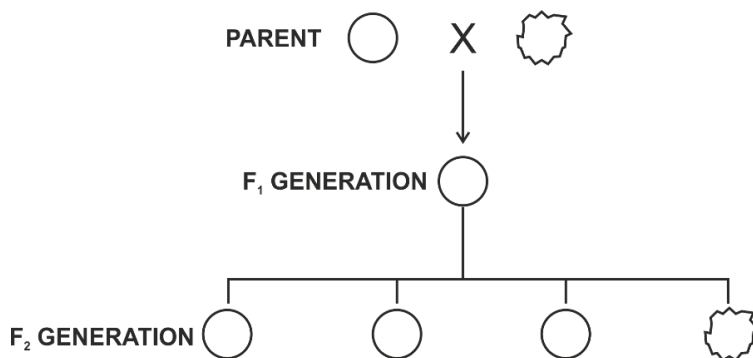 PARENT X
F₁ GENERATION
F₂ GENERATION